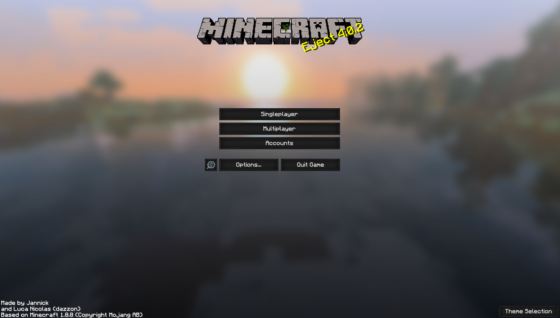 MINECRAFT
Eject 4.0.2
Singleplayer
Multiplayer
Accounts
Options...
Quit Game
Made by Jannick
and Luca Nicolas (dazzon)
Based on Minecraft 1.8.8 (Copyright Mojang AB)
Theme Selection